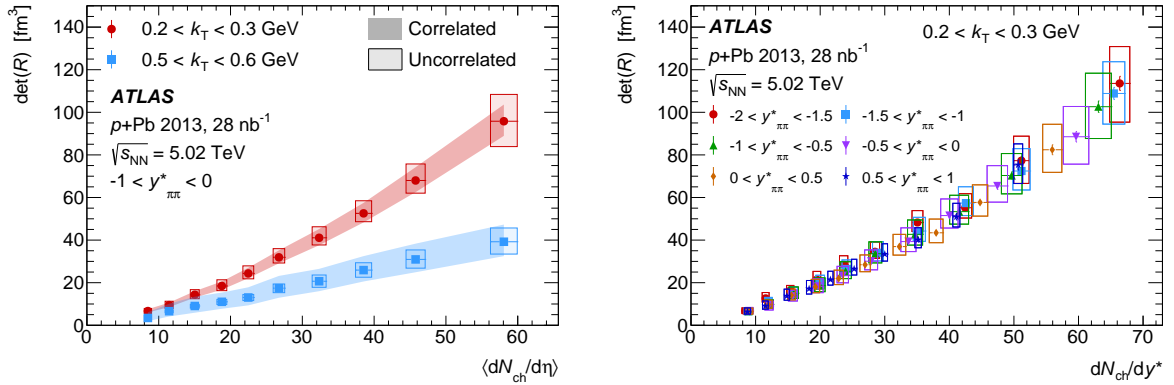 det(R) [fm³]
140
120
100
80
60
40
20
0
0.2 < k_T < 0.3 GeV
0.5 < k_T < 0.6 GeV
Correlated
Uncorrelated
ATLAS
p+Pb 2013, 28 nb⁻¹
√s_NN = 5.02 TeV
-1 < y*_ππ < 0
0 10 20 30 40 50 60
⟨dN_ch/dη⟩
det(R) [fm³]
140
120
100
80
60
40
20
0
ATLAS 0.2 < k_T < 0.3 GeV
p+Pb 2013, 28 nb⁻¹
√s_NN = 5.02 TeV
-2 < y*_ππ < -1.5 -1.5 < y*_ππ < -1
-1 < y*_ππ < -0.5 -0.5 < y*_ππ < 0
0 < y*_ππ < 0.5 0.5 < y*_ππ < 1
0 10 20 30 40 50 60 70
dN_ch/dy*